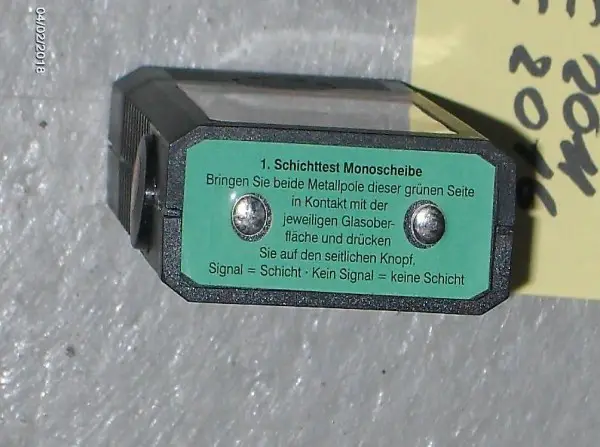 04/02/2018
1. Schichttest Monoscheibe
Bringen Sie beide Metallpole dieser grünen Seite
in Kontakt mit der
jeweiligen Glasober-
fläche und drücken
Sie auf den seitlichen Knopf,
Signal = Schicht · Kein Signal = keine Schicht